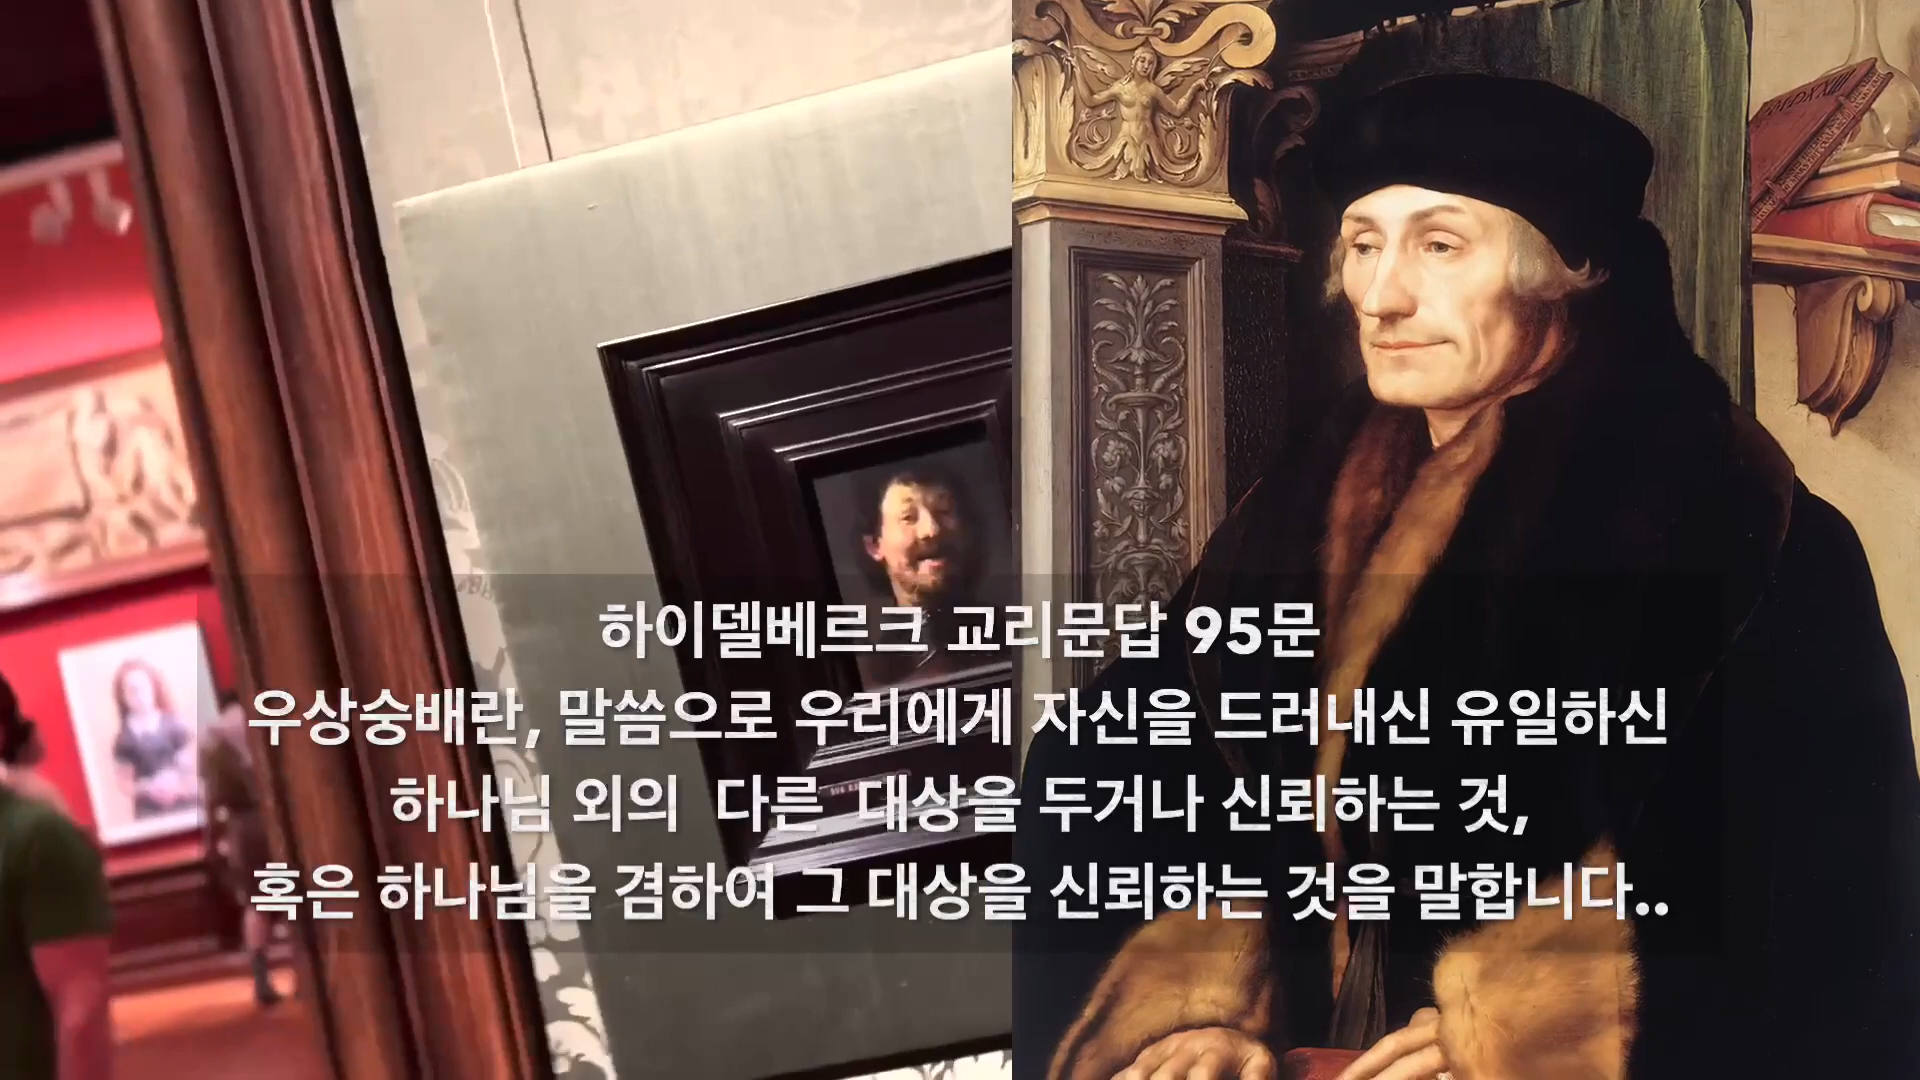 하이델베르크 교리문답 95문
우상숭배란, 말씀으로 우리에게 자신을 드러내신 유일하신
하나님 외의 다른 대상을 두거나 신뢰하는 것,
혹은 하나님을 겸하여 그 대상을 신뢰하는 것을 말합니다..